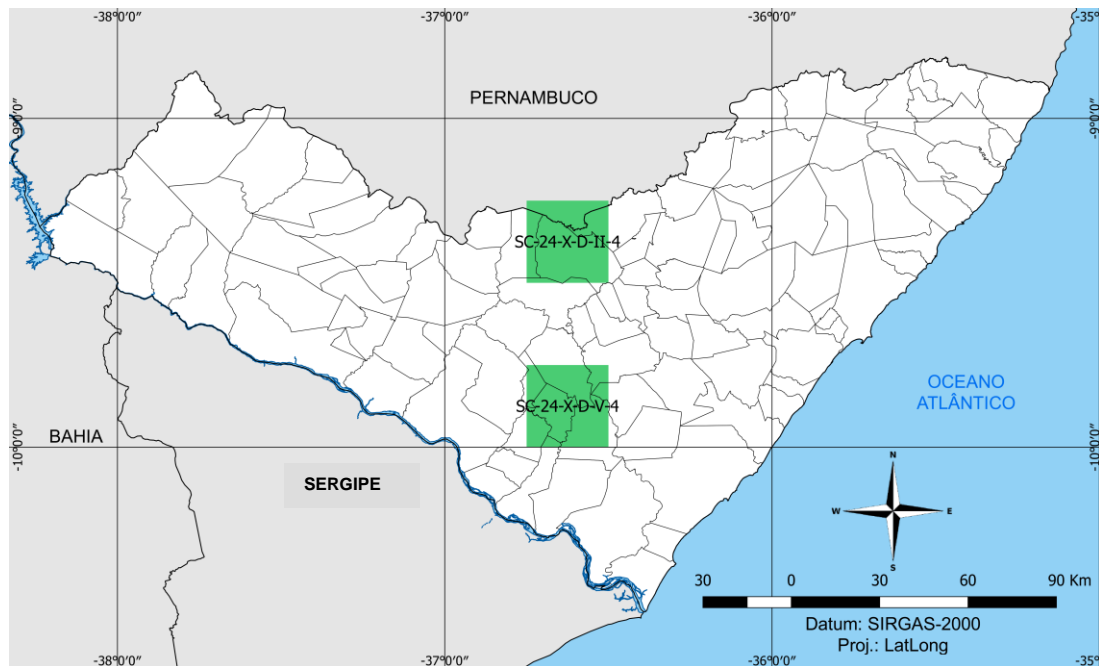 -38°0'0"
-37°0'0"
-36°0'0"
-35°
PERNAMBUCO
-9°0'0"
-9°0'0"
SC-24-X-D-II-4
OCEANO
ATLÂNTICO
SC-24-X-D-V-4
BAHIA
-10°0'0"
-10°0'0"
SERGIPE
N
W
E
S
30
0
30
60
90 Km
Datum: SIRGAS-2000
Proj.: LatLong
-38°0'0"
-37°0'0"
-36°0'0"
-35°